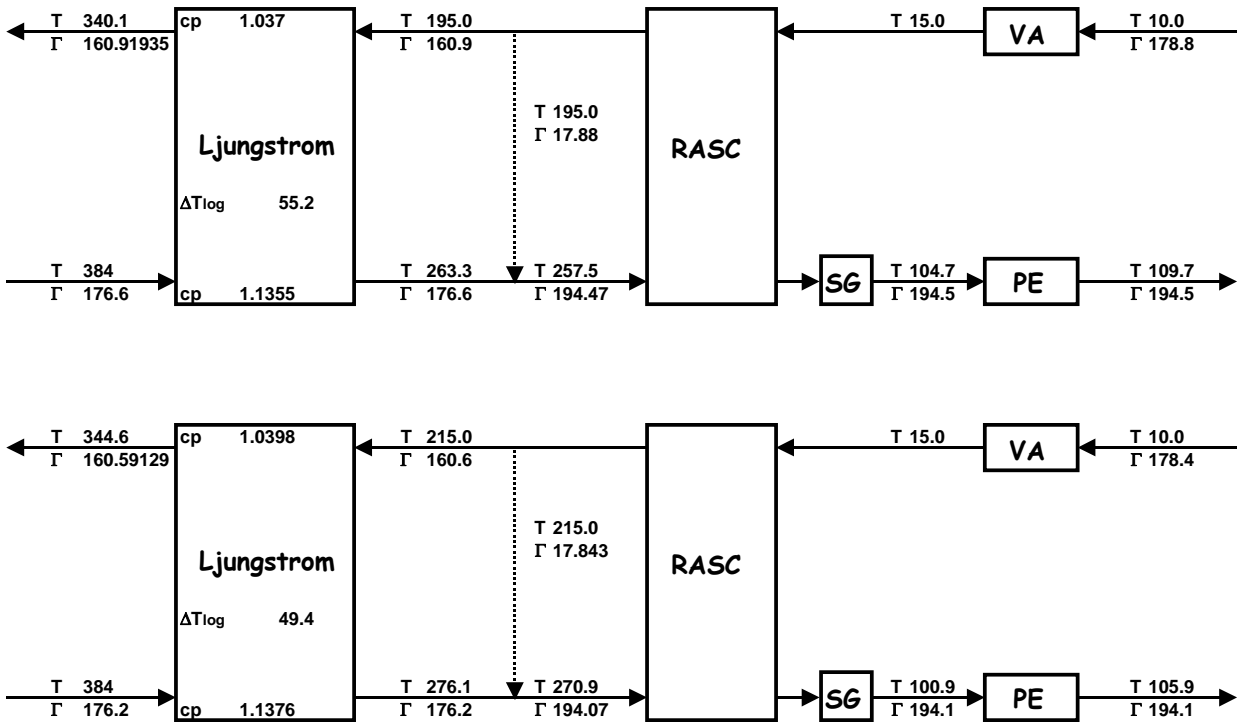 T 340.1 cp 1.037 T 195.0 T 15.0 VA T 10.0
Γ 160.91935 Γ 160.9 Γ 178.8
T 195.0
Γ 17.88
Ljungstrom RASC
ΔTlog 55.2
T 384 T 263.3 T 257.5 SG T 104.7 PE T 109.7
Γ 176.6 cp 1.1355 Γ 176.6 Γ 194.47 Γ 194.5 Γ 194.5
T 344.6 cp 1.0398 T 215.0 T 15.0 VA T 10.0
Γ 160.59129 Γ 160.6 Γ 178.4
T 215.0
Γ 17.843
Ljungstrom RASC
ΔTlog 49.4
T 384 T 276.1 T 270.9 SG T 100.9 PE T 105.9
Γ 176.2 cp 1.1376 Γ 176.2 Γ 194.07 Γ 194.1 Γ 194.1